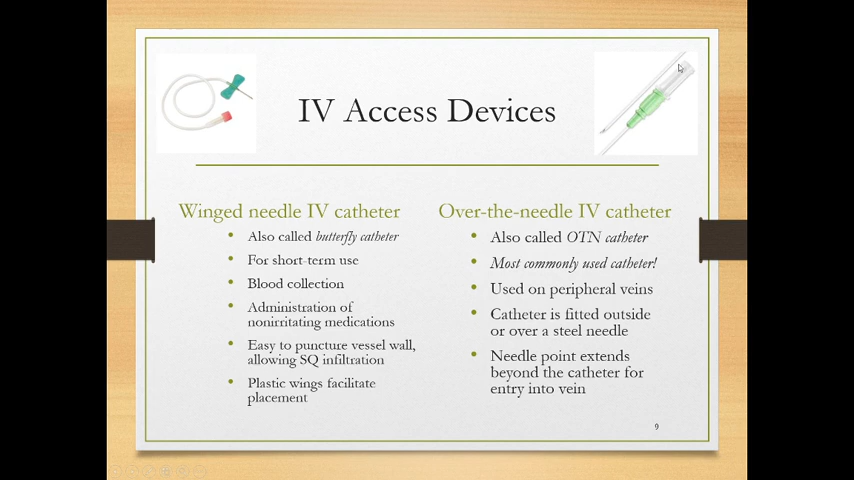 IV Access Devices
Winged needle IV catheter
• Also called butterfly catheter
• For short-term use
• Blood collection
• Administration of
nonirritating medications
• Easy to puncture vessel wall,
allowing SQ infiltration
• Plastic wings facilitate
placement
Over-the-needle IV catheter
• Also called OTN catheter
• Most commonly used catheter!
• Used on peripheral veins
• Catheter is fitted outside
or over a steel needle
• Needle point extends
beyond the catheter for
entry into vein
9